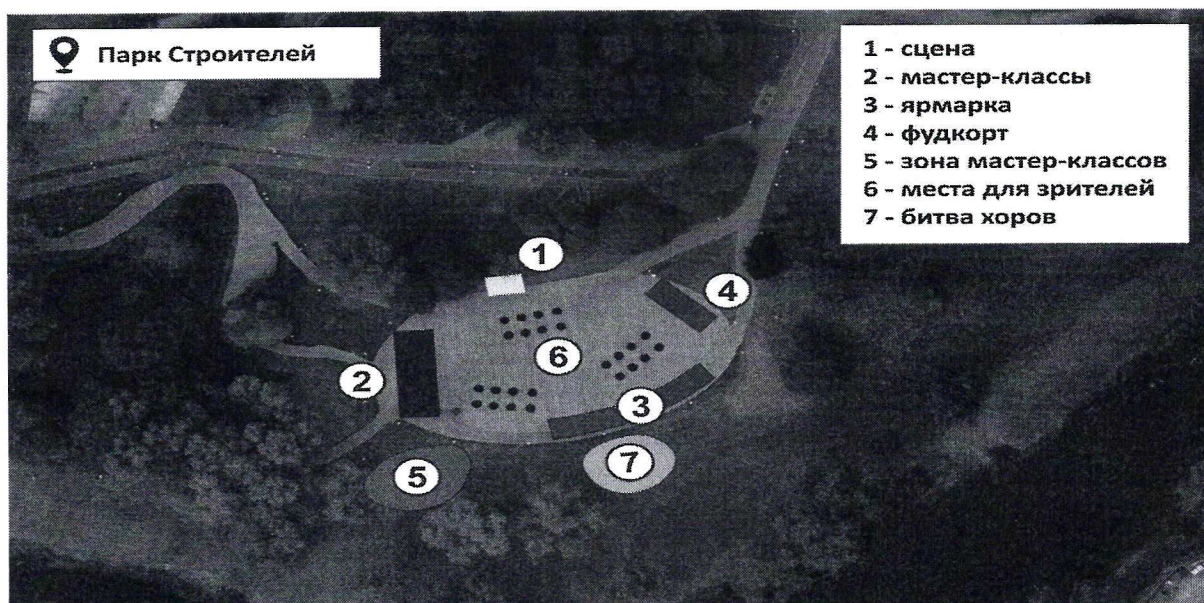 Парк Строителей
1 - сцена
2 - мастер-классы
3 - ярмарка
4 - фудкорт
5 - зона мастер-классов
6 - места для зрителей
7 - битва хоров
1
4
6
2
3
5
7